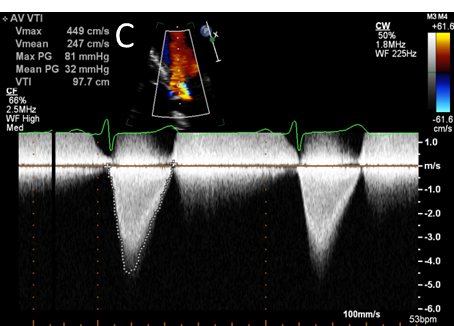 AV VTI
Vmax 449 cm/s
Vmean 247 cm/s
Max PG 81 mmHg
Mean PG 32 mmHg
VTI 97.7 cm
C
CF
66%
2.5MHz
WF High
Med
CW
50%
1.8MHz
WF 225Hz
M3 M4
+61.6
-61.6
cm/s
1.0
m/s
-1.0
-2.0
-3.0
-4.0
-5.0
-6.0
100mm/s
53bpm